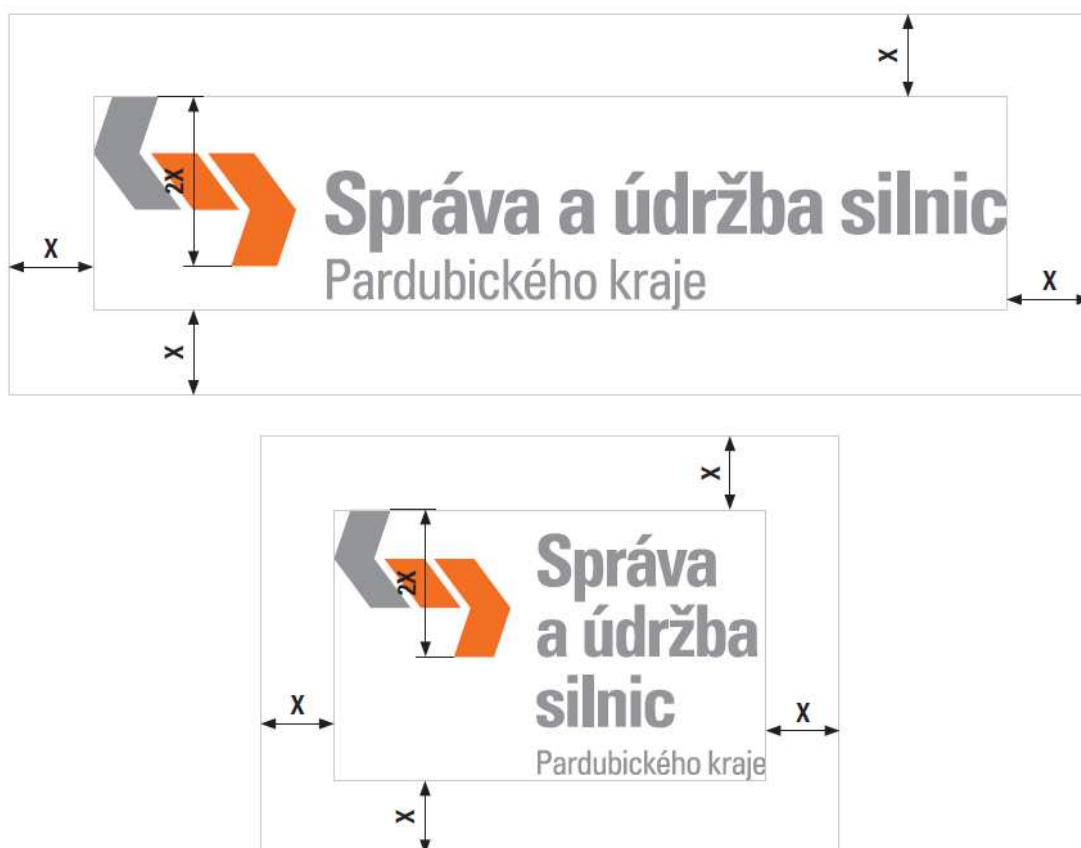 X
2X
Správa a údržba silnic
X
Pardubického kraje
X
X
X
2X
Správa
a údržba
X
silnic
X
Pardubického kraje
X